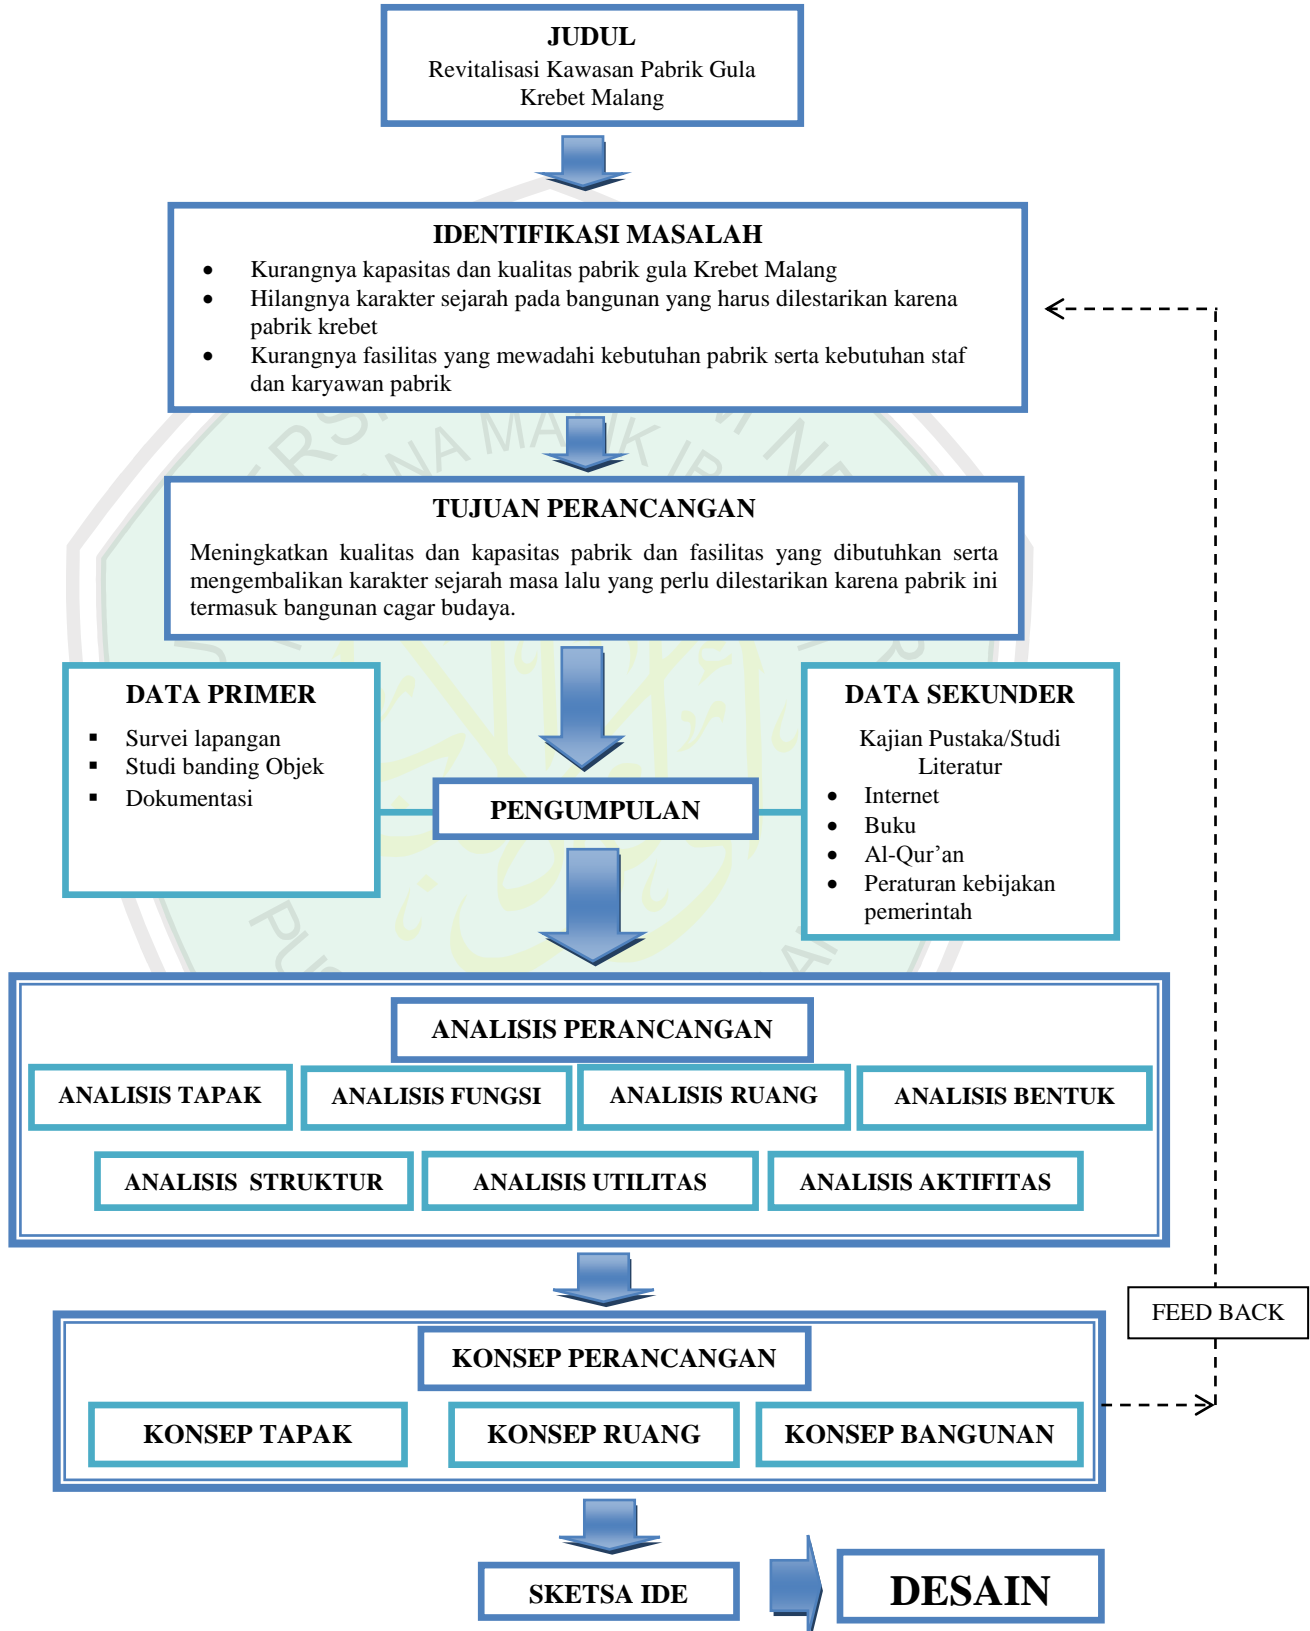 JUDUL
Revitalisasi Kawasan Pabrik Gula
Krebet Malang
IDENTIFIKASI MASALAH
• Kurangnya kapasitas dan kualitas pabrik gula Krebet Malang
• Hilangnya karakter sejarah pada bangunan yang harus dilestarikan karena
pabrik krebet
• Kurangnya fasilitas yang mewadahi kebutuhan pabrik serta kebutuhan staf
dan karyawan pabrik
TUJUAN PERANCANGAN
Meningkatkan kualitas dan kapasitas pabrik dan fasilitas yang dibutuhkan serta
mengembalikan karakter sejarah masa lalu yang perlu dilestarikan karena pabrik ini
termasuk bangunan cagar budaya.
DATA PRIMER
▪ Survei lapangan
▪ Studi banding Objek
▪ Dokumentasi
PENGUMPULAN
DATA SEKUNDER
Kajian Pustaka/Studi
Literatur
• Internet
• Buku
• Al-Qur’an
• Peraturan kebijakan
pemerintah
ANALISIS PERANCANGAN
ANALISIS TAPAK
ANALISIS FUNGSI
ANALISIS RUANG
ANALISIS BENTUK
ANALISIS STRUKTUR
ANALISIS UTILITAS
ANALISIS AKTIFITAS
FEED BACK
KONSEP PERANCANGAN
KONSEP TAPAK
KONSEP RUANG
KONSEP BANGUNAN
SKETSA IDE
DESAIN